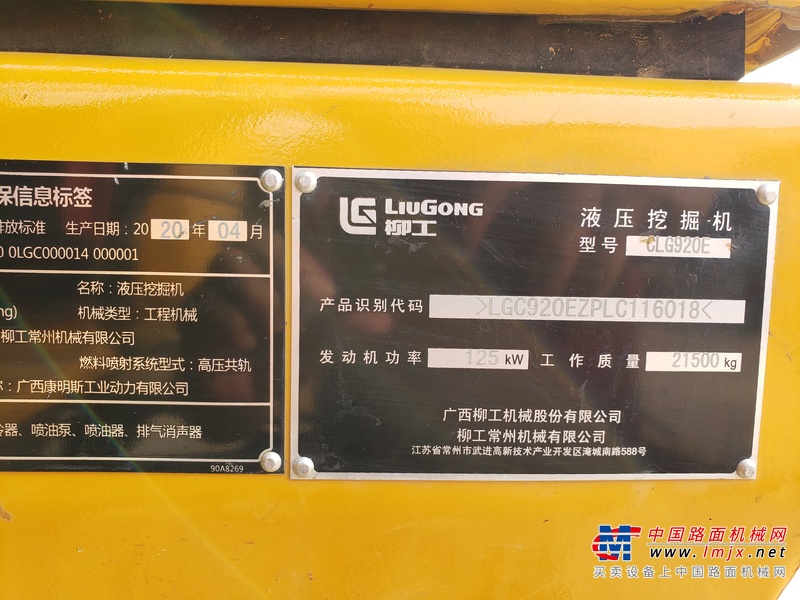 保信息标签
排放标准 生产日期：20 20 年 04 月
0 0LGC000014 000001
名称：液压挖掘机
ng) 机械类型：工程机械
柳工常州机械有限公司
燃料喷射系统型式：高压共轨
：广西康明斯工业动力有限公司
冷器、喷油泵、喷油器、排气消声器
90A8269
LG LIUGONG
柳工
液压挖掘机
型号 CLG920E
产品识别代码 >LGC920EZPLC116018<
发动机功率 125 kW 工作质量 21500 kg
广西柳工机械股份有限公司
柳工常州机械有限公司
江苏省常州市武进高新技术产业开发区淹城南路588号
中国路面机械网
www.lmjx.net
买卖设备上中国路面机械网